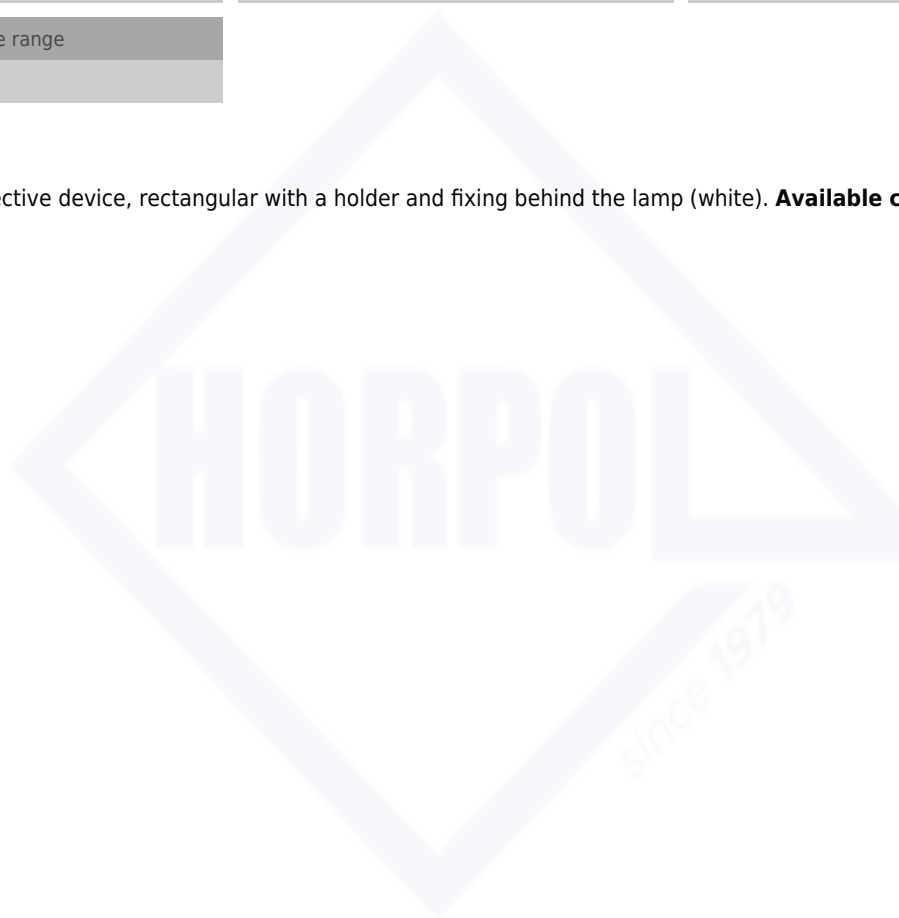 e range
ective device, rectangular with a holder and fixing behind the lamp (white). Available c
HORPOL
since 1979